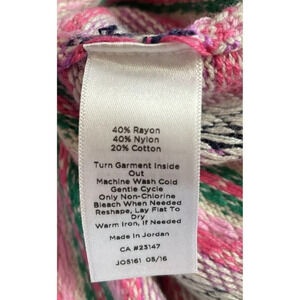 40% Rayon
40% Nylon
20% Cotton
Turn Garment Inside
Out
Machine Wash Cold
Gentle Cycle
Only Non-Chlorine
Bleach When Needed
Reshape, Lay Flat To
Dry
Warm Iron, If Needed
Made In Jordan
CA #23147
JO5161 05/16